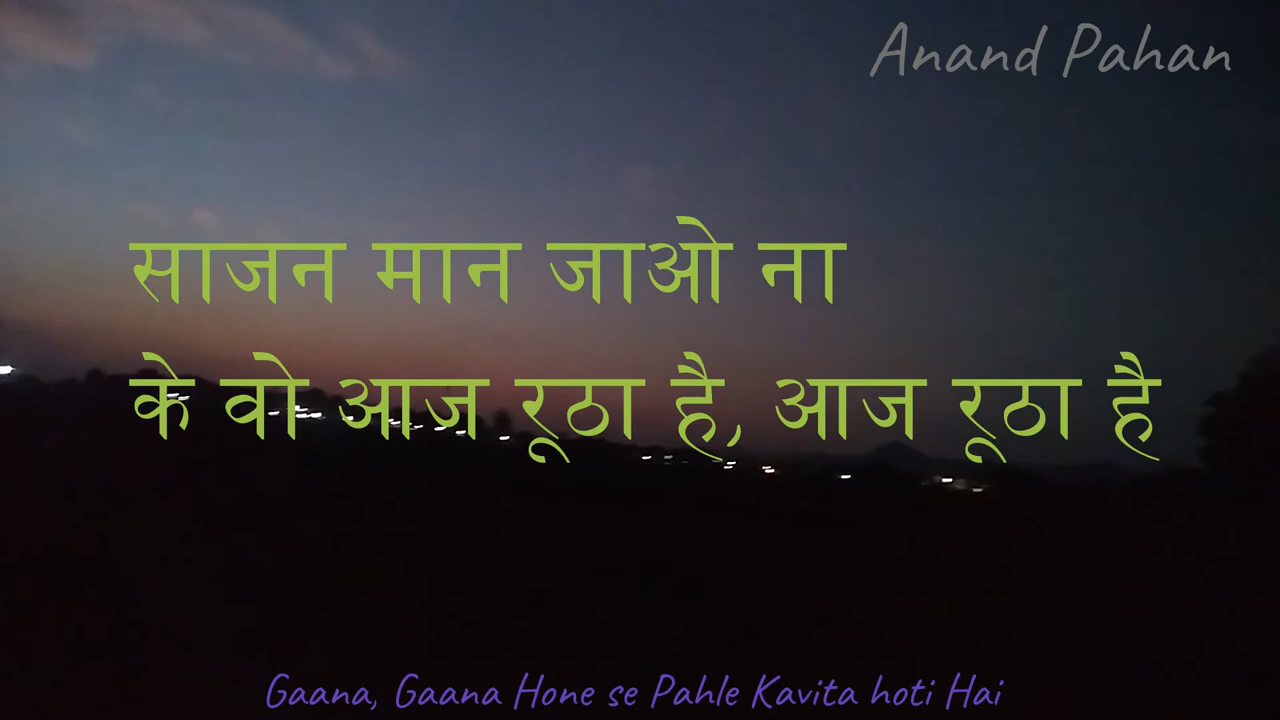 Anand Pahan
साजन मान जाओ ना
के वो आज रूठा है, आज रूठा है
Gaana, Gaana Hone se Pahle Kavita hoti Hai